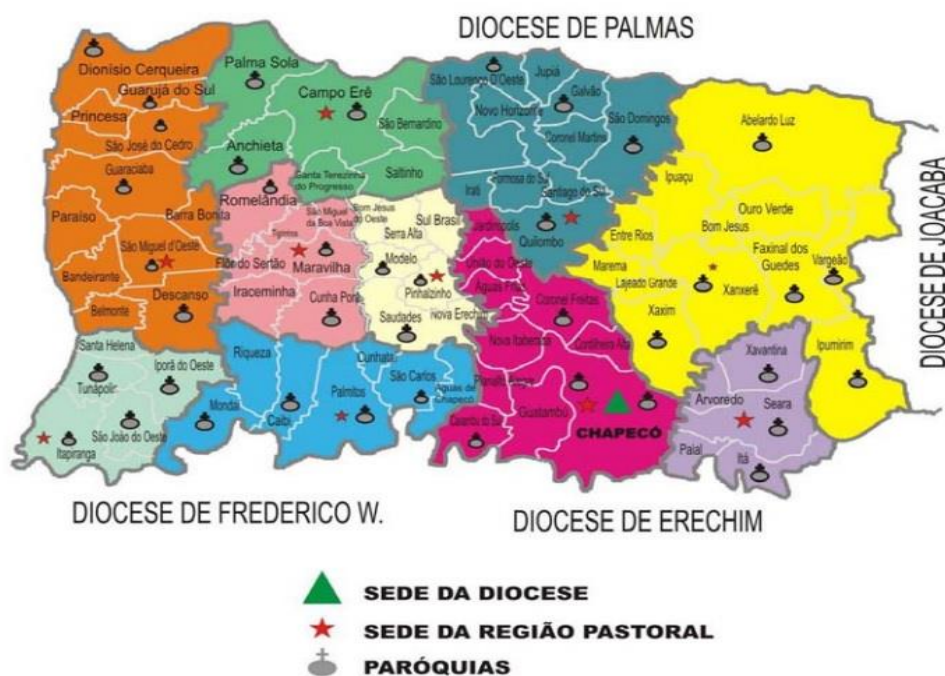 DIOCESE DE PALMAS
Dionísio Cerqueira
Guarujá do Sul
Princesa
São José do Cedro
Guaraciaba
Paraíso
Barra Bonita
São Miguel d'Oeste
Bandeirante
Descanso
Belmonte
Palma Sola
Campo Erê
São Bernardino
Anchieta
Santa Terezinha
do Progresso
Saltinho
Romelândia
São Miguel
da Boa Vista
Tigrinhos
Flor do Sertão
Maravilha
Iraceminha
Cunha Porã
Bom Jesus
do Oeste
Sul Brasil
Serra Alta
Modelo
Pinhalzinho
Saudades
Nova Erechim
São Lourenço D'Oeste
Jupiá
Galvão
Novo Horizonte
Coronel Martins
São Domingos
Irati
Formosa do Sul
Santiago do Sul
Quilombo
Jardinópolis
União do Oeste
Águas Frias
Coronel Freitas
Nova Itaberaba
Cordilheira Alta
Planalto Alegre
Guatambú
Caxambu do Sul
CHAPECÓ
Abelardo Luz
Ipuaçu
Ouro Verde
Entre Rios
Bom Jesus
Faxinal dos
Guedes
Vargeão
Marema
Lajeado Grande
Xanxerê
Xaxim
Ipumirim
Xavantina
Arvoredo
Seara
Paial
Itá
Santa Helena
Iporã do Oeste
Tunápolis
São João do Oeste
Itapiranga
Riqueza
Cunhataí
São Carlos
Mondaí
Caibi
Palmitos
Águas de
Chapecó
DIOCESE DE JOACABA
DIOCESE DE FREDERICO W.
DIOCESE DE ERECHIM
SEDE DA DIOCESE
SEDE DA REGIÃO PASTORAL
PARÓQUIAS